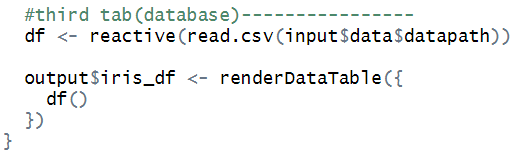 #third tab(database)----------------
df <- reactive(read.csv(input$data$datapath))
output$iris_df <- renderDataTable({
df()
})
}